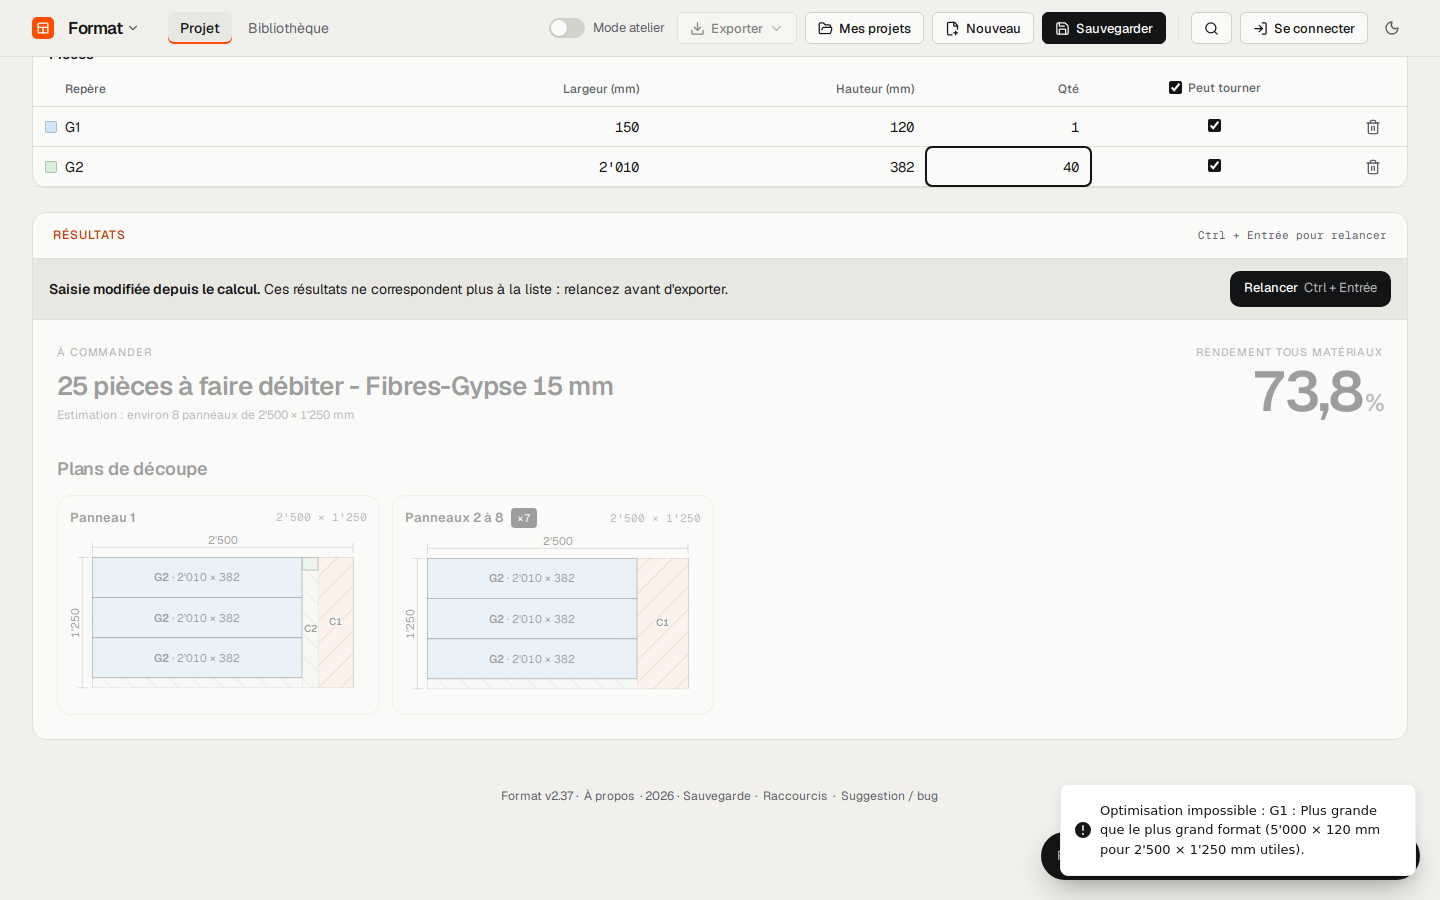 Format
Projet
Bibliothèque
Mode atelier
Exporter
Mes projets
Nouveau
Sauvegarder
Se connecter
Repère
Largeur (mm)
Hauteur (mm)
Qté
Peut tourner
G1
150
120
1
G2
2'010
382
40
RÉSULTATS
Ctrl + Entrée pour relancer
Saisie modifiée depuis le calcul. Ces résultats ne correspondent plus à la liste : relancez avant d'exporter.
Relancer Ctrl + Entrée
À COMMANDER
RENDEMENT TOUS MATÉRIAUX
25 pièces à faire débiter - Fibres-Gypse 15 mm
73,8%
Estimation : environ 8 panneaux de 2'500 × 1'250 mm
Plans de découpe
Panneau 1
2'500 × 1'250
2'500
1'250
G2 · 2'010 × 382
G2 · 2'010 × 382
G2 · 2'010 × 382
C2
C1
Panneaux 2 à 8
×7
2'500 × 1'250
2'500
1'250
G2 · 2'010 × 382
G2 · 2'010 × 382
G2 · 2'010 × 382
C1
Format v2.37 · À propos · 2026 · Sauvegarde · Raccourcis · Suggestion / bug
Optimisation impossible : G1 : Plus grande
que le plus grand format (5'000 × 120 mm
pour 2'500 × 1'250 mm utiles).